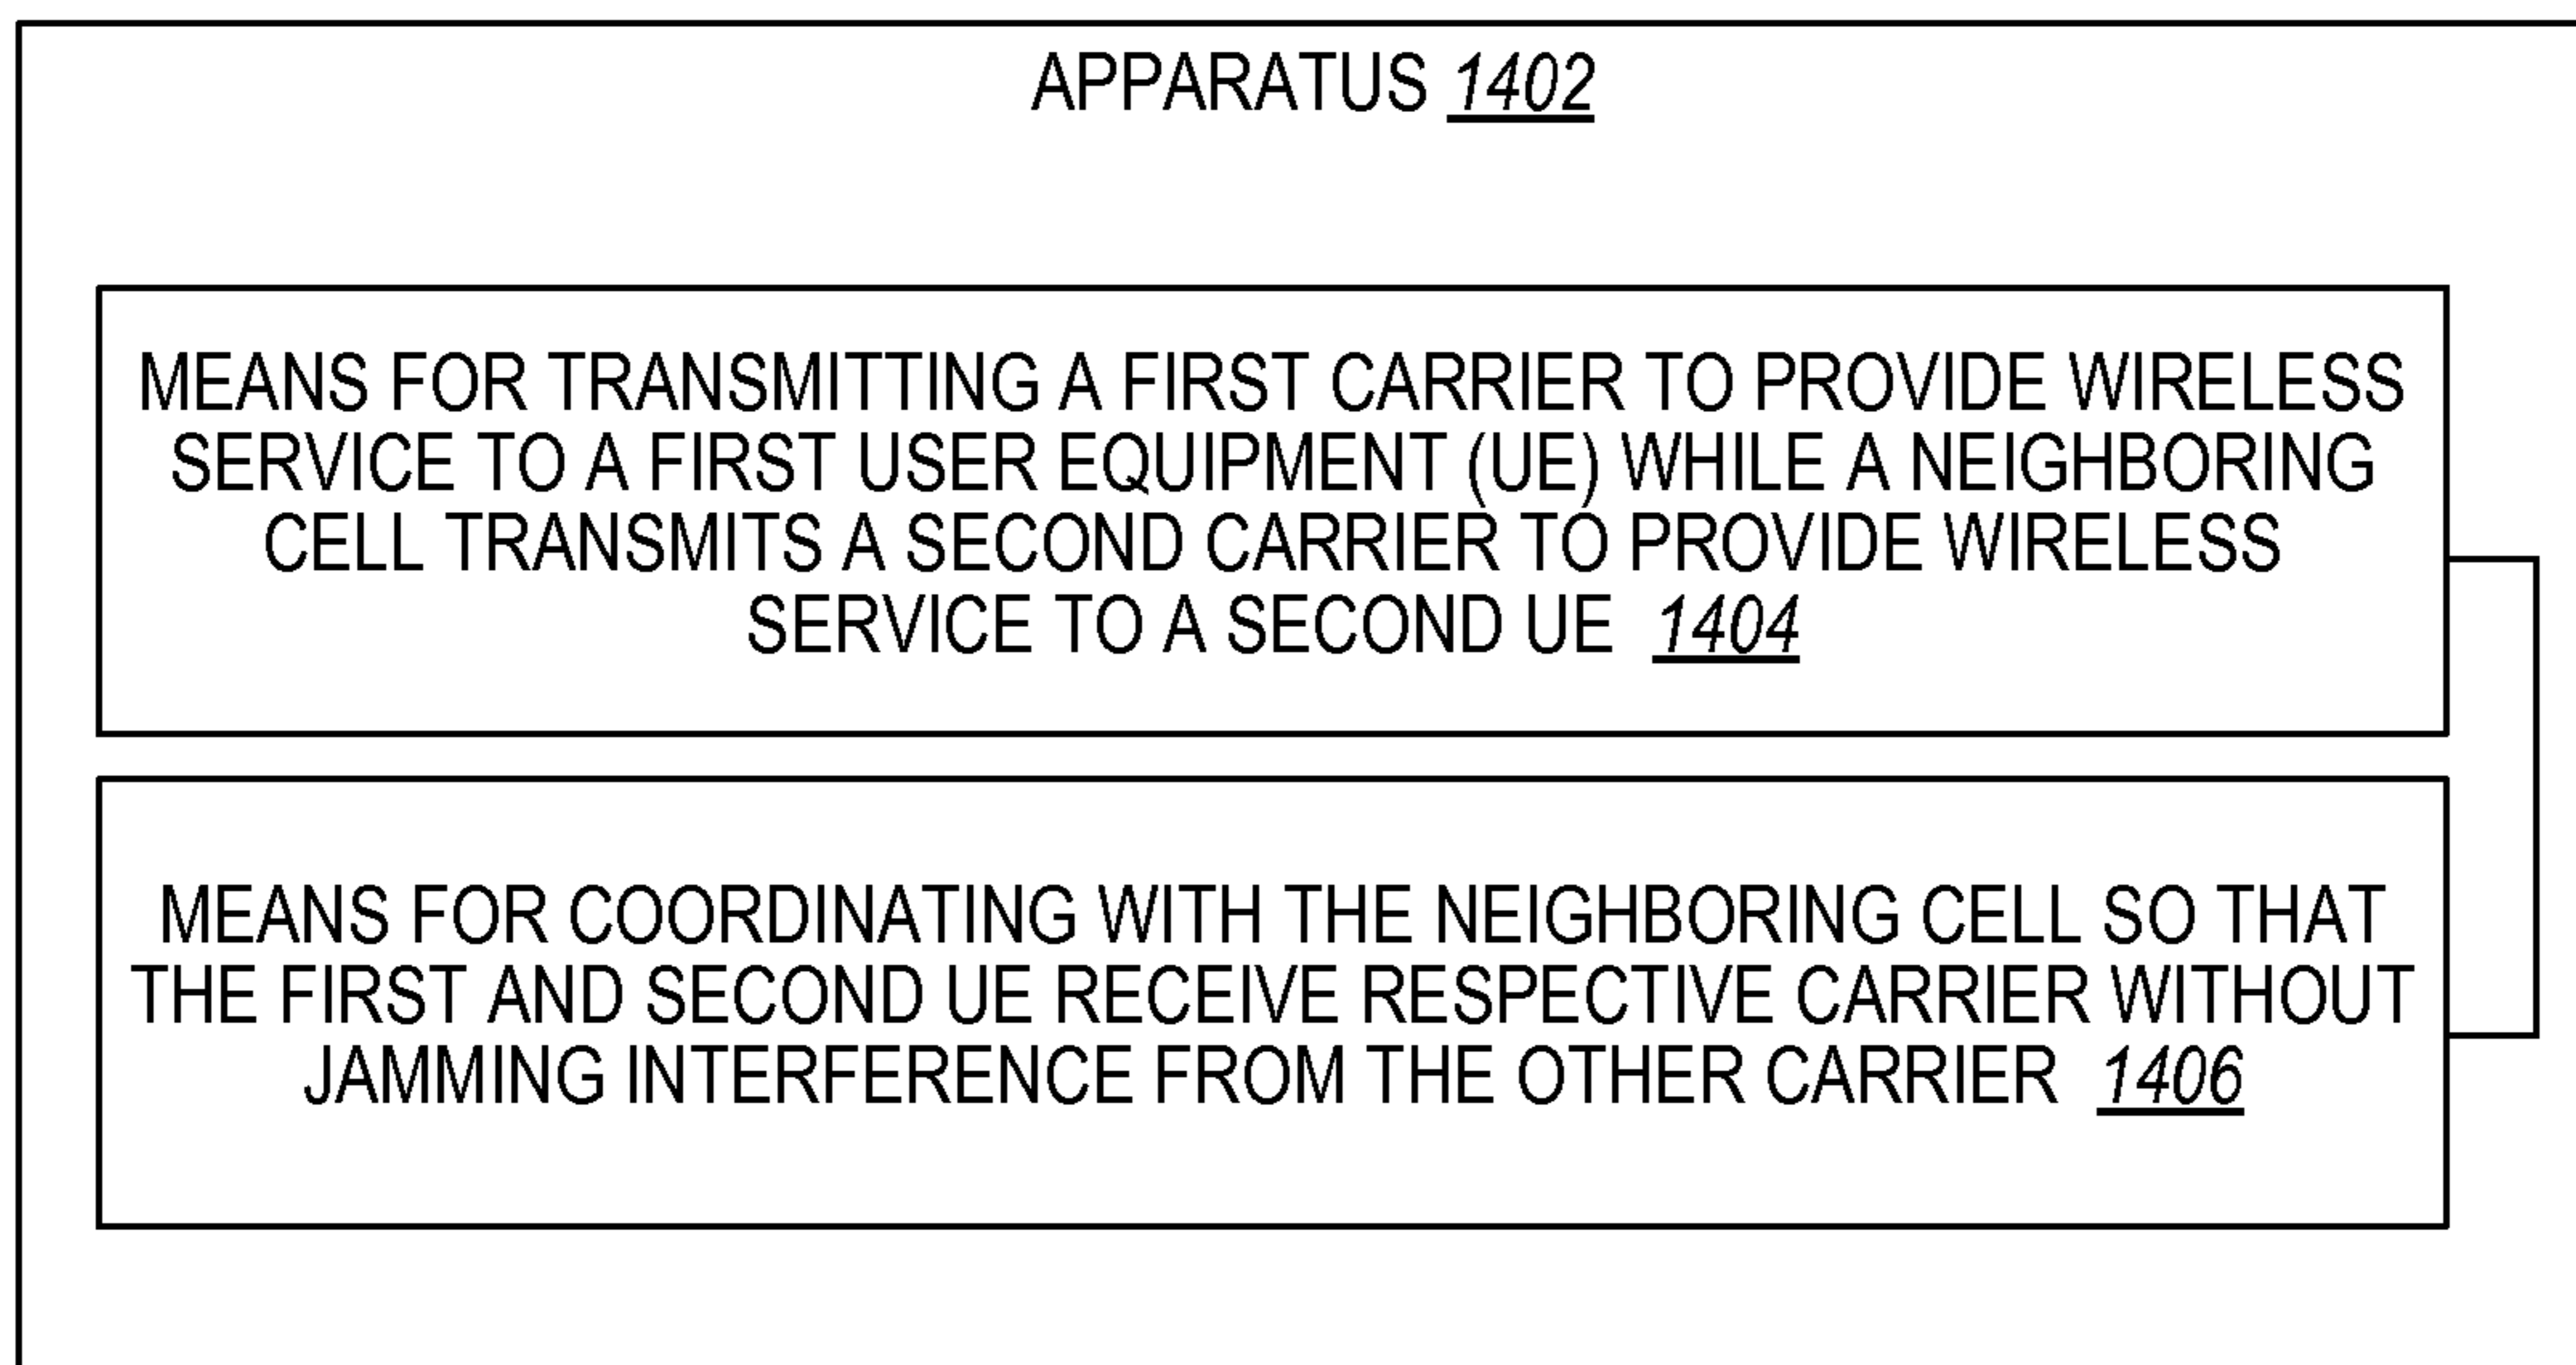 APPARATUS 1402
MEANS FOR TRANSMITTING A FIRST CARRIER TO PROVIDE WIRELESS
SERVICE TO A FIRST USER EQUIPMENT (UE) WHILE A NEIGHBORING
CELL TRANSMITS A SECOND CARRIER TO PROVIDE WIRELESS
SERVICE TO A SECOND UE 1404
MEANS FOR COORDINATING WITH THE NEIGHBORING CELL SO THAT
THE FIRST AND SECOND UE RECEIVE RESPECTIVE CARRIER WITHOUT
JAMMING INTERFERENCE FROM THE OTHER CARRIER 1406